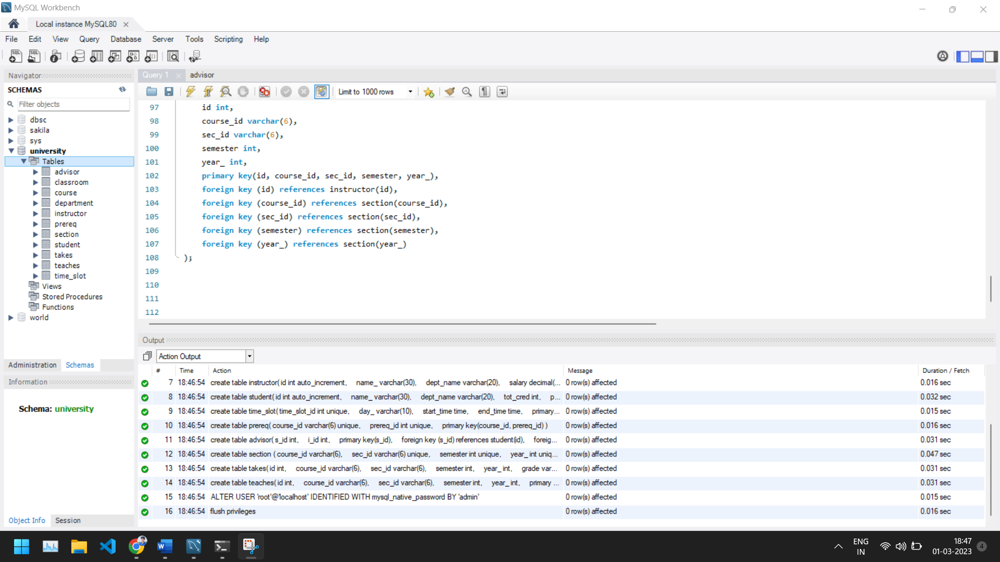 MySQL Workbench
Local instance MySQL80
File Edit View Query Database Server Tools Scripting Help
Navigator
SCHEMAS
Filter objects
dbsc
sakila
sys
university
Tables
advisor
classroom
course
department
instructor
prereq
section
student
takes
teaches
time_slot
Views
Stored Procedures
Functions
world
Administration Schemas
Information
Schema: university
Object Info Session
Query 1 advisor
Limit to 1000 rows
97 id int,
98 course_id varchar(6),
99 sec_id varchar(6),
100 semester int,
101 year_ int,
102 primary key(id, course_id, sec_id, semester, year_),
103 foreign key (id) references instructor(id),
104 foreign key (course_id) references section(course_id),
105 foreign key (sec_id) references section(sec_id),
106 foreign key (semester) references section(semester),
107 foreign key (year_) references section(year_)
108 );
109
110
111
112
Output
Action Output
# Time Action Message Duration / Fetch
7 18:46:54 create table instructor( id int auto_increment, name_ varchar(30), dept_name varchar(20), salary decimal(... 0 row(s) affected 0.016 sec
8 18:46:54 create table student( id int auto_increment, name_ varchar(30), dept_name varchar(20), tot_cred int, p... 0 row(s) affected 0.032 sec
9 18:46:54 create table time_slot( time_slot_id int unique, day_ varchar(10), start_time time, end_time time, primary... 0 row(s) affected 0.015 sec
10 18:46:54 create table prereq( course_id varchar(6) unique, prereq_id int unique, primary key(course_id, prereq_id) ) 0 row(s) affected 0.016 sec
11 18:46:54 create table advisor( s_id int, i_id int, primary key(s_id), foreign key (s_id) references student(id), foreig... 0 row(s) affected 0.031 sec
12 18:46:54 create table section ( course_id varchar(6), sec_id varchar(6) unique, semester int unique, year_ int uniq... 0 row(s) affected 0.047 sec
13 18:46:54 create table takes( id int, course_id varchar(6), sec_id varchar(6), semester int, year_ int, grade var... 0 row(s) affected 0.031 sec
14 18:46:54 create table teaches( id int, course_id varchar(6), sec_id varchar(6), semester int, year_ int, primary ... 0 row(s) affected 0.031 sec
15 18:46:54 ALTER USER 'root'@'localhost' IDENTIFIED WITH mysql_native_password BY 'admin' 0 row(s) affected 0.015 sec
16 18:46:54 flush privileges 0 row(s) affected 0.016 sec
ENG
IN
18:47
01-03-2023
4